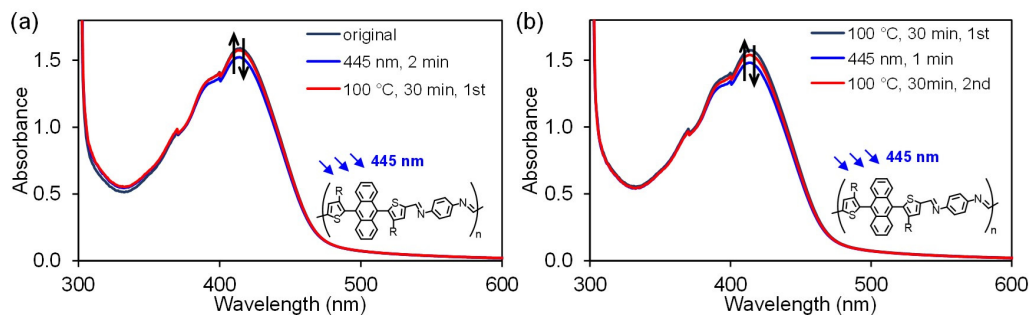 (a)
Absorbance
1.5
1.0
0.5
0.0
original
445 nm, 2 min
100 °C, 30 min, 1st
445 nm
R
S
S
R
N
N
n
300
400
500
600
Wavelength (nm)
(b)
Absorbance
1.5
1.0
0.5
0.0
100 °C, 30 min, 1st
445 nm, 1 min
100 °C, 30min, 2nd
445 nm
R
S
S
R
N
N
n
300
400
500
600
Wavelength (nm)